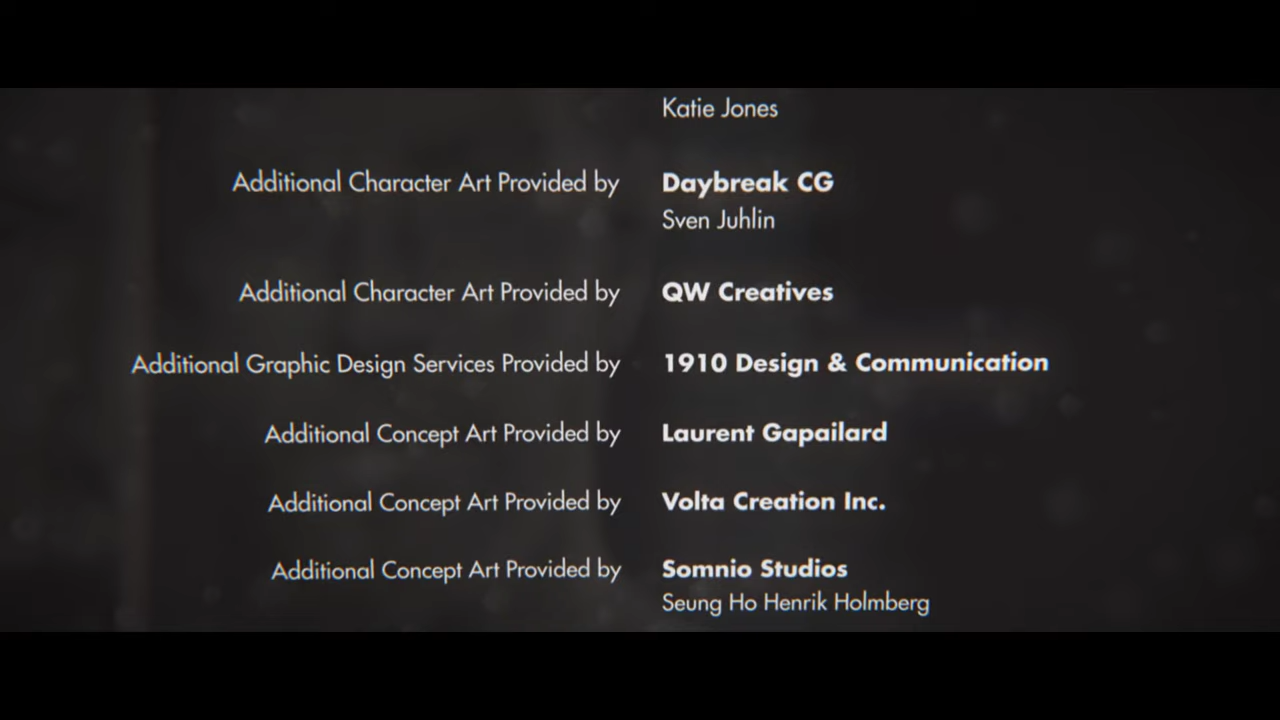 Katie Jones
Additional Character Art Provided by Daybreak CG
Sven Juhlin
Additional Character Art Provided by QW Creatives
Additional Graphic Design Services Provided by 1910 Design & Communication
Additional Concept Art Provided by Laurent Gapailard
Additional Concept Art Provided by Volta Creation Inc.
Additional Concept Art Provided by Somnio Studios
Seung Ho Henrik Holmberg